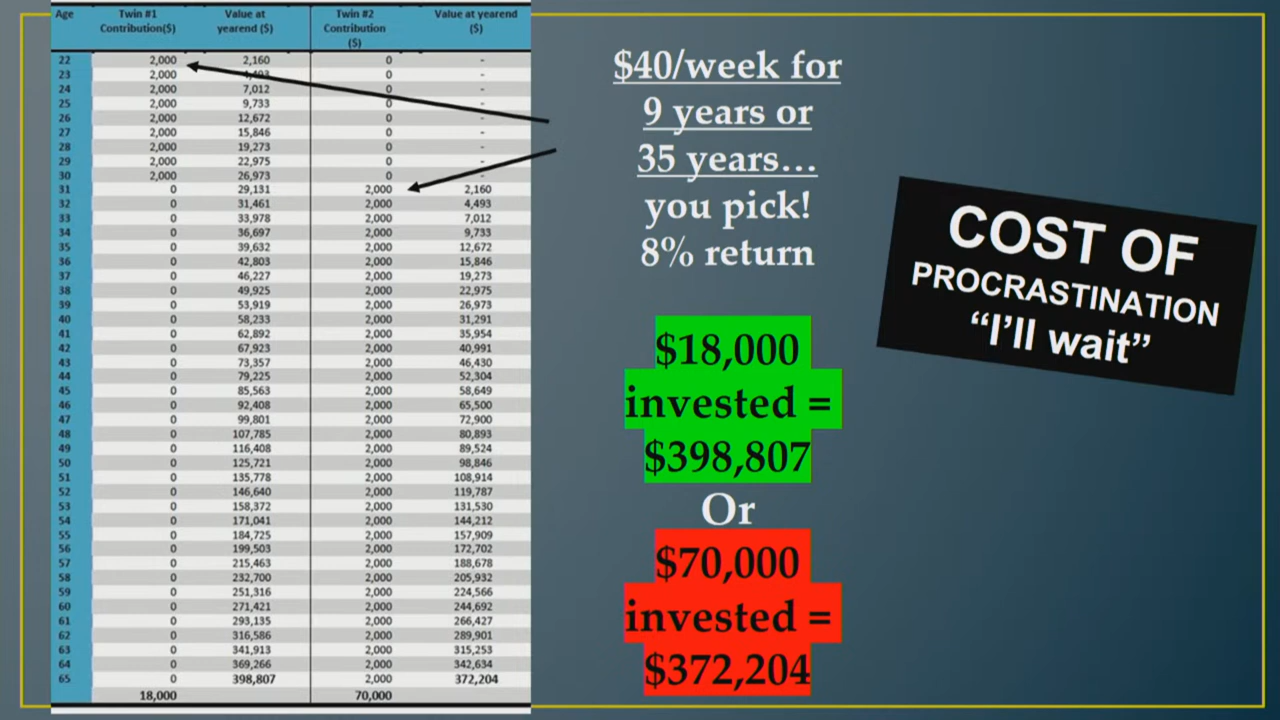 Age Twin #1 Value at Twin #2 Value at yearend
Contribution($) yearend ($) Contribution ($)
($)
22 2,000 2,160 0 -
23 2,000 4,493 0 -
24 2,000 7,012 0 -
25 2,000 9,733 0 -
26 2,000 12,672 0 -
27 2,000 15,846 0 -
28 2,000 19,273 0 -
29 2,000 22,975 0 -
30 2,000 26,973 0 -
31 0 29,131 2,000 2,160
32 0 31,461 2,000 4,493
33 0 33,978 2,000 7,012
34 0 36,697 2,000 9,733
35 0 39,632 2,000 12,672
36 0 42,803 2,000 15,846
37 0 46,227 2,000 19,273
38 0 49,925 2,000 22,975
39 0 53,919 2,000 26,973
40 0 58,233 2,000 31,291
41 0 62,892 2,000 35,954
42 0 67,923 2,000 40,991
43 0 73,357 2,000 46,430
44 0 79,225 2,000 52,304
45 0 85,563 2,000 58,649
46 0 92,408 2,000 65,500
47 0 99,801 2,000 72,900
48 0 107,785 2,000 80,893
49 0 116,408 2,000 89,524
50 0 125,721 2,000 98,846
51 0 135,778 2,000 108,914
52 0 146,640 2,000 119,787
53 0 158,372 2,000 131,530
54 0 171,041 2,000 144,212
55 0 184,725 2,000 157,909
56 0 199,503 2,000 172,702
57 0 215,463 2,000 188,678
58 0 232,700 2,000 205,932
59 0 251,316 2,000 224,566
60 0 271,421 2,000 244,692
61 0 293,135 2,000 266,427
62 0 316,586 2,000 289,901
63 0 341,913 2,000 315,253
64 0 369,266 2,000 342,634
65 0 398,807 2,000 372,204
18,000 70,000
$40/week for
9 years or
35 years…
you pick!
8% return
$18,000
invested =
$398,807
Or
$70,000
invested =
$372,204
COST OF
PROCRASTINATION
“I’ll wait”